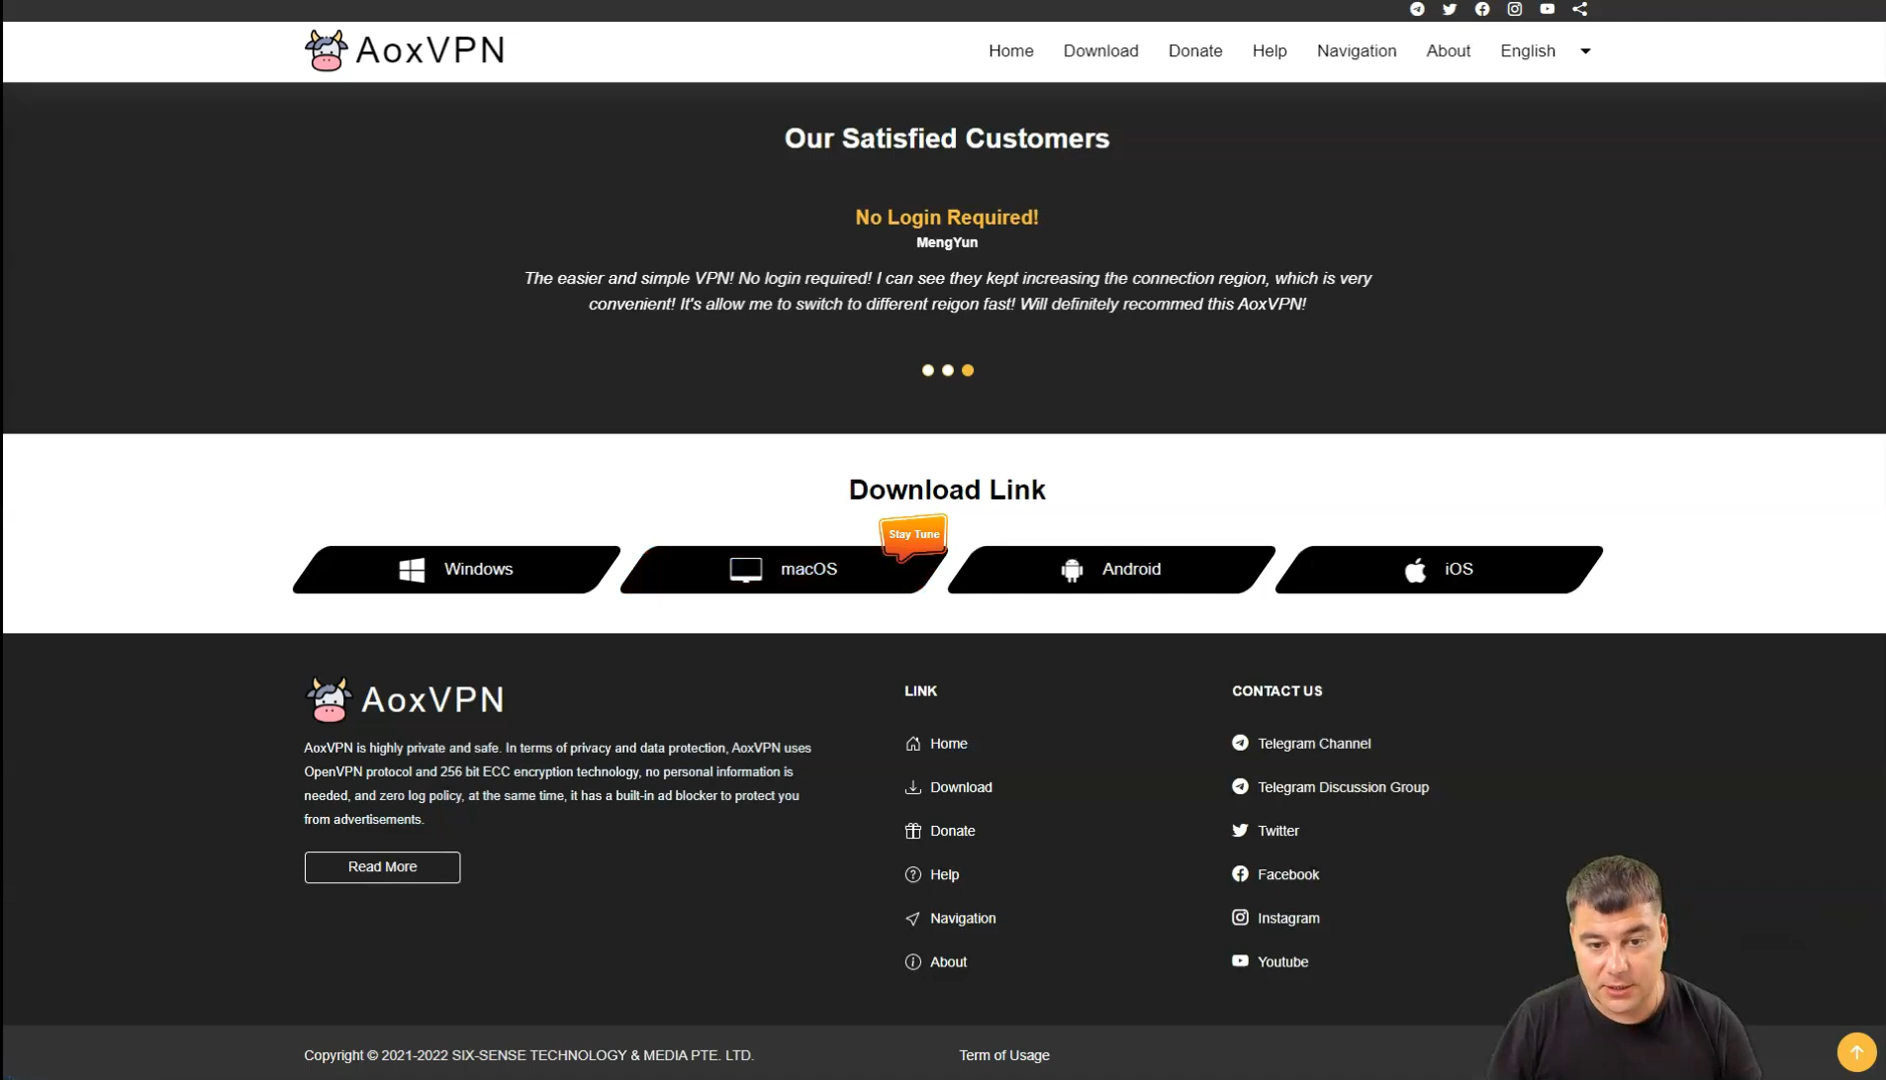 AoxVPN
Home Download Donate Help Navigation About English
Our Satisfied Customers
No Login Required!
MengYun
The easier and simple VPN! No login required! I can see they kept increasing the connection region, which is very
convenient! It's allow me to switch to different reigon fast! Will definitely recommed this AoxVPN!
Download Link
Stay Tune
Windows
macOS
Android
iOS
AoxVPN
AoxVPN is highly private and safe. In terms of privacy and data protection, AoxVPN uses
OpenVPN protocol and 256 bit ECC encryption technology, no personal information is
needed, and zero log policy, at the same time, it has a built-in ad blocker to protect you
from advertisements.
Read More
LINK
Home
Download
Donate
Help
Navigation
About
CONTACT US
Telegram Channel
Telegram Discussion Group
Twitter
Facebook
Instagram
Youtube
Copyright © 2021-2022 SIX-SENSE TECHNOLOGY & MEDIA PTE. LTD.
Term of Usage